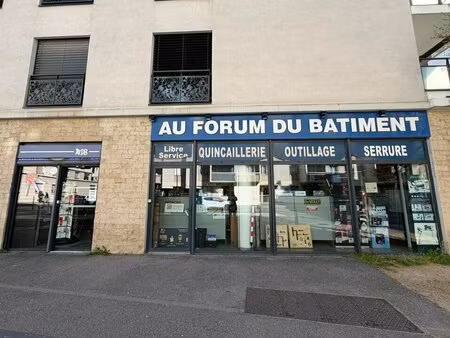 AU FORUM DU BATIMENT
Libre Service
QUINCAILLERIE
OUTILLAGE
SERRURE